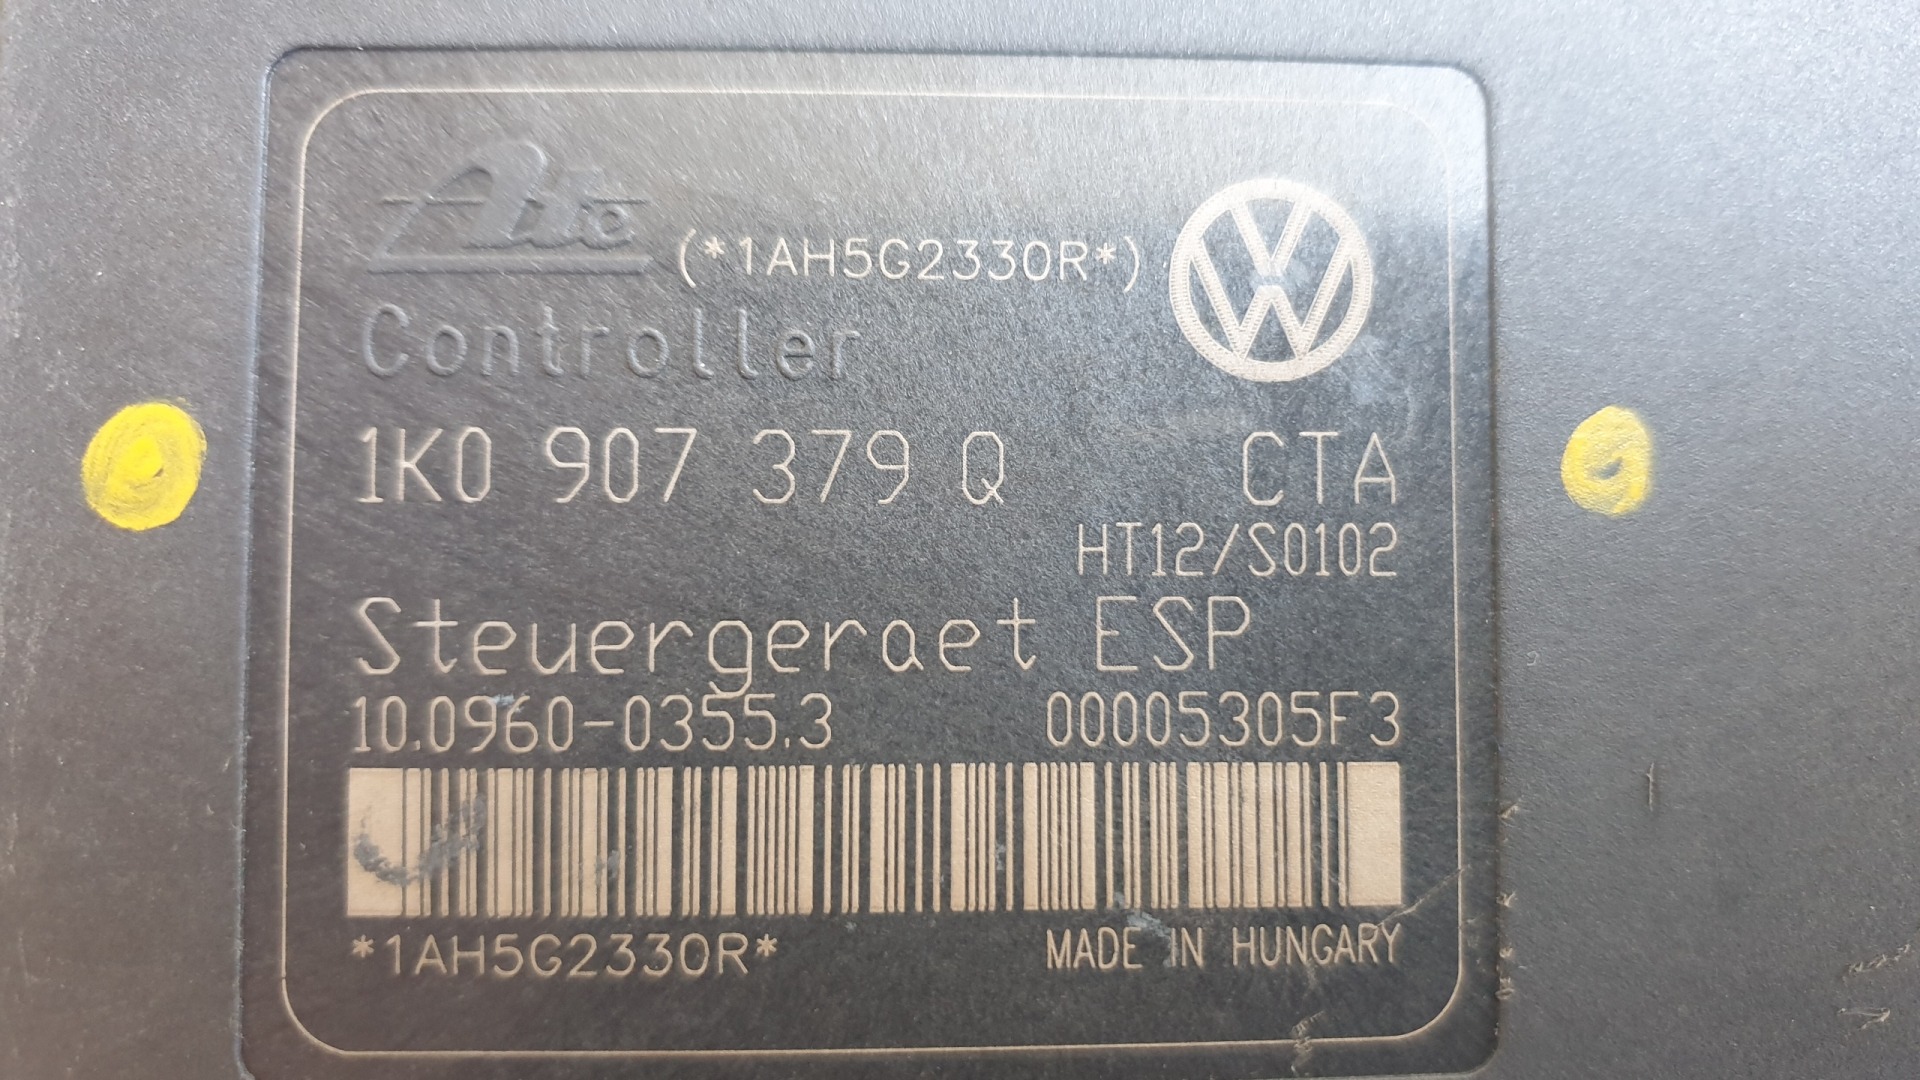 Ate
(*1AH5G2330R*)
Controller
1K0 907 379 Q CTA
HT12/S0102
Steuergeraet ESP
10.0960-0355.3 00005305F3
*1AH5G2330R* MADE IN HUNGARY